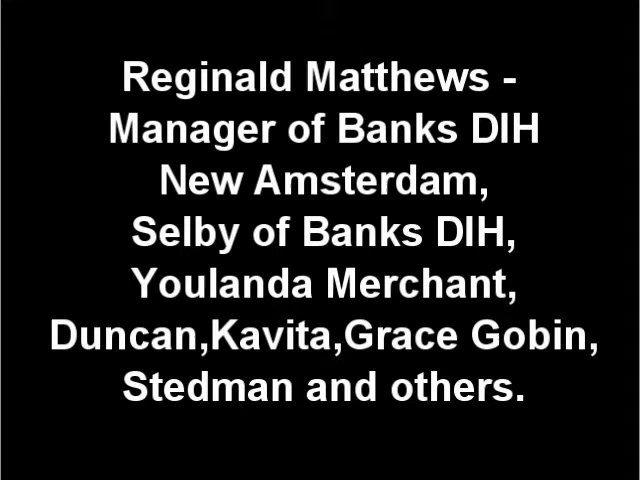 Reginald Matthews -
Manager of Banks DIH
New Amsterdam,
Selby of Banks DIH,
Youlanda Merchant,
Duncan,Kavita,Grace Gobin,
Stedman and others.